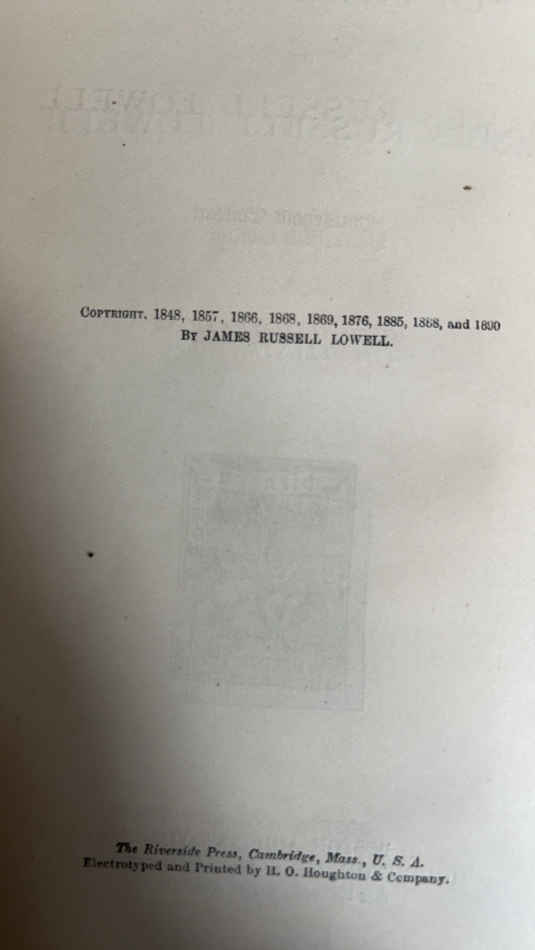 COPYRIGHT, 1848, 1857, 1866, 1868, 1869, 1876, 1885, 1888, and 1890
BY JAMES RUSSELL LOWELL.
The Riverside Press, Cambridge, Mass., U. S. A.
Electrotyped and Printed by H. O. Houghton & Company.